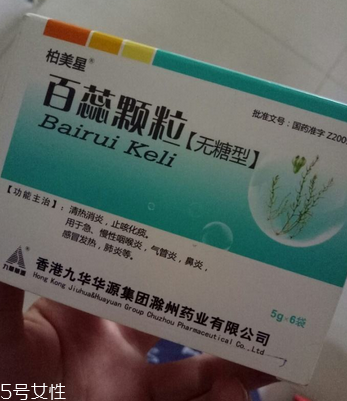 柏美星
批准文号：国药准字 Z200
百蕊颗粒【无糖型】
Bairui Keli
【功能主治】：清热消炎，止咳化痰。
用于急、慢性咽喉炎，气管炎，鼻炎，
感冒发热，肺炎等。
5g×6袋
香港九华华源集团滁州药业有限公司
Hong Kong Jiuhua&Huayuan Group Chuzhou Pharmaceutical Co., Ltd
5号女性